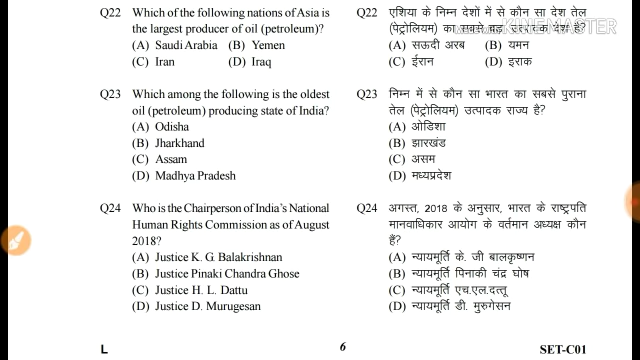 Q22 Which of the following nations of Asia is
the largest producer of oil (petroleum)?
(A) Saudi Arabia (B) Yemen
(C) Iran (D) Iraq
Q23 Which among the following is the oldest
oil (petroleum) producing state of India?
(A) Odisha
(B) Jharkhand
(C) Assam
(D) Madhya Pradesh
Q24 Who is the Chairperson of India's National
Human Rights Commission as of August
2018?
(A) Justice K. G. Balakrishnan
(B) Justice Pinaki Chandra Ghose
(C) Justice H. L. Dattu
(D) Justice D. Murugesan
Q22 एशिया के निम्न देशों में से कौन सा देश तेल
(पेट्रोलियम) का सबसे बड़ा उत्पादक देश है?
(A) सऊदी अरब (B) यमन
(C) ईरान (D) इराक
Q23 निम्न में से कौन सा भारत का सबसे पुराना
तेल (पेट्रोलियम) उत्पादक राज्य है?
(A) ओडिशा
(B) झारखंड
(C) असम
(D) मध्यप्रदेश
Q24 अगस्त, 2018 के अनुसार, भारत के राष्ट्रपति
मानवाधिकार आयोग के वर्तमान अध्यक्ष कौन
हैं?
(A) न्यायमूर्ति के. जी बालकृष्णन
(B) न्यायमूर्ति पिनाकी चंद्र घोष
(C) न्यायमूर्ति एच.एल.दत्तू
(D) न्यायमूर्ति डी. मुरुगेसन
L 6 SET-C01